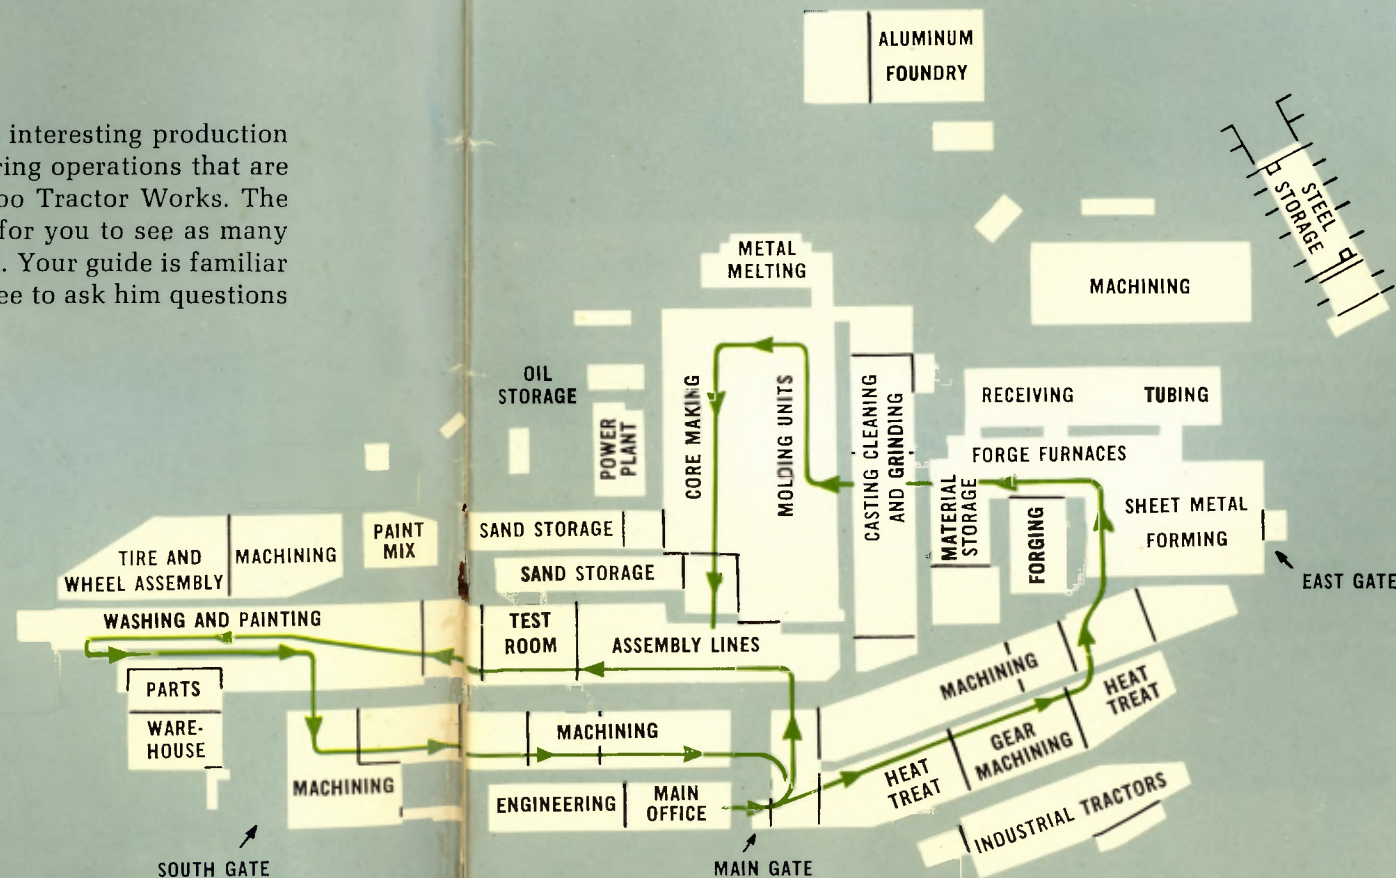 interesting production
ring operations that are
oo Tractor Works. The
for you to see as many
. Your guide is familiar
ee to ask him questions
ALUMINUM
FOUNDRY
STEEL
STORAGE
METAL
MELTING
MACHINING
OIL
STORAGE
POWER
PLANT
CORE MAKING
MOLDING UNITS
CASTING CLEANING
AND GRINDING
RECEIVING
TUBING
FORGE FURNACES
MATERIAL
STORAGE
FORGING
SHEET METAL
FORMING
EAST GATE
TIRE AND
WHEEL ASSEMBLY
MACHINING
PAINT
MIX
SAND STORAGE
SAND STORAGE
WASHING AND PAINTING
TEST
ROOM
ASSEMBLY LINES
PARTS
WARE-
HOUSE
MACHINING
MACHINING
ENGINEERING
MAIN
OFFICE
MACHINING
HEAT
TREAT
GEAR
MACHINING
HEAT
TREAT
INDUSTRIAL TRACTORS
SOUTH GATE
MAIN GATE